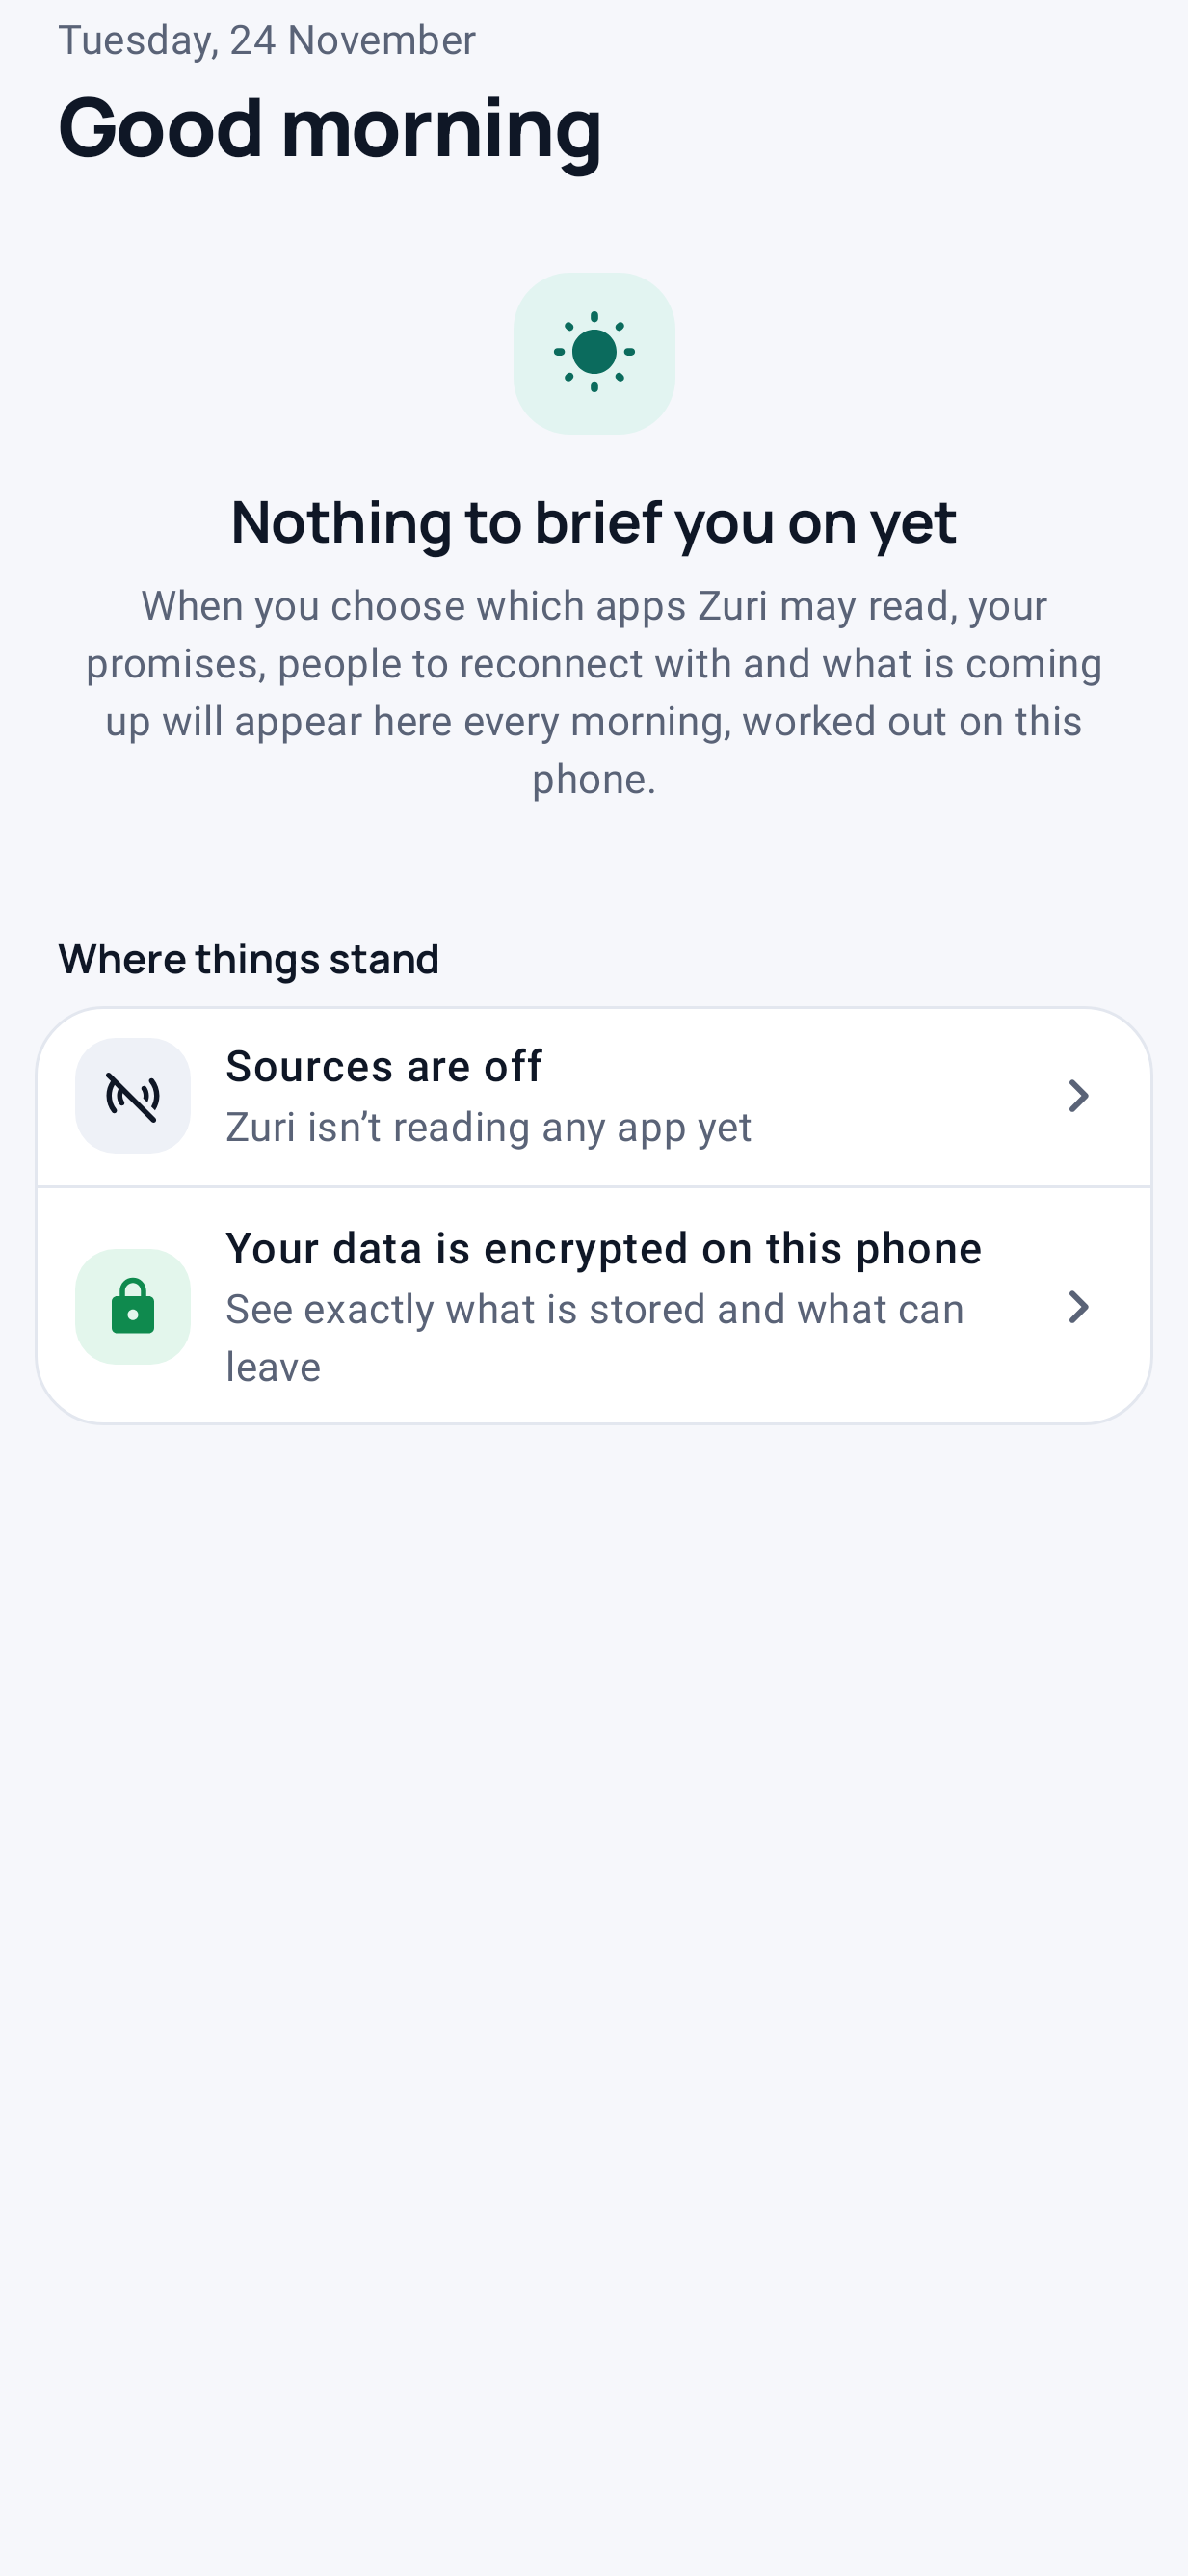 Tuesday, 24 November
Good morning
Nothing to brief you on yet
When you choose which apps Zuri may read, your
promises, people to reconnect with and what is coming
up will appear here every morning, worked out on this
phone.
Where things stand
Sources are off
Zuri isn’t reading any app yet
Your data is encrypted on this phone
See exactly what is stored and what can
leave